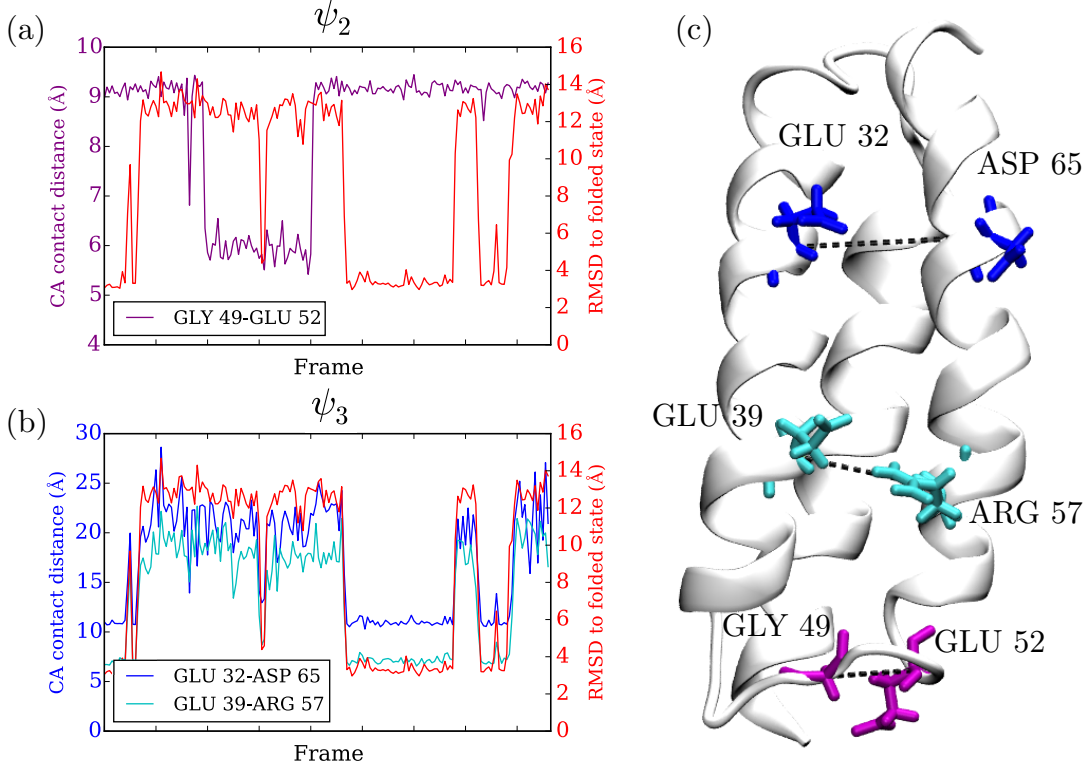 (a)
ψ2
10
9
8
7
6
5
4
CA contact distance (Å)
16
14
12
10
8
6
4
2
0
RMSD to folded state (Å)
GLY 49-GLU 52
Frame
(b)
ψ3
30
25
20
15
10
5
0
CA contact distance (Å)
16
14
12
10
8
6
4
2
0
RMSD to folded state (Å)
GLU 32-ASP 65
GLU 39-ARG 57
Frame
(c)
GLU 32
ASP 65
GLU 39
ARG 57
GLY 49
GLU 52